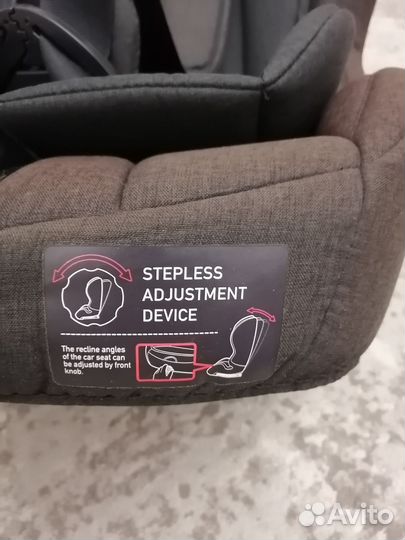 STEPLESS
ADJUSTMENT
DEVICE
The recline angles
of the car seat can
be adjusted by front
knob.
Avito